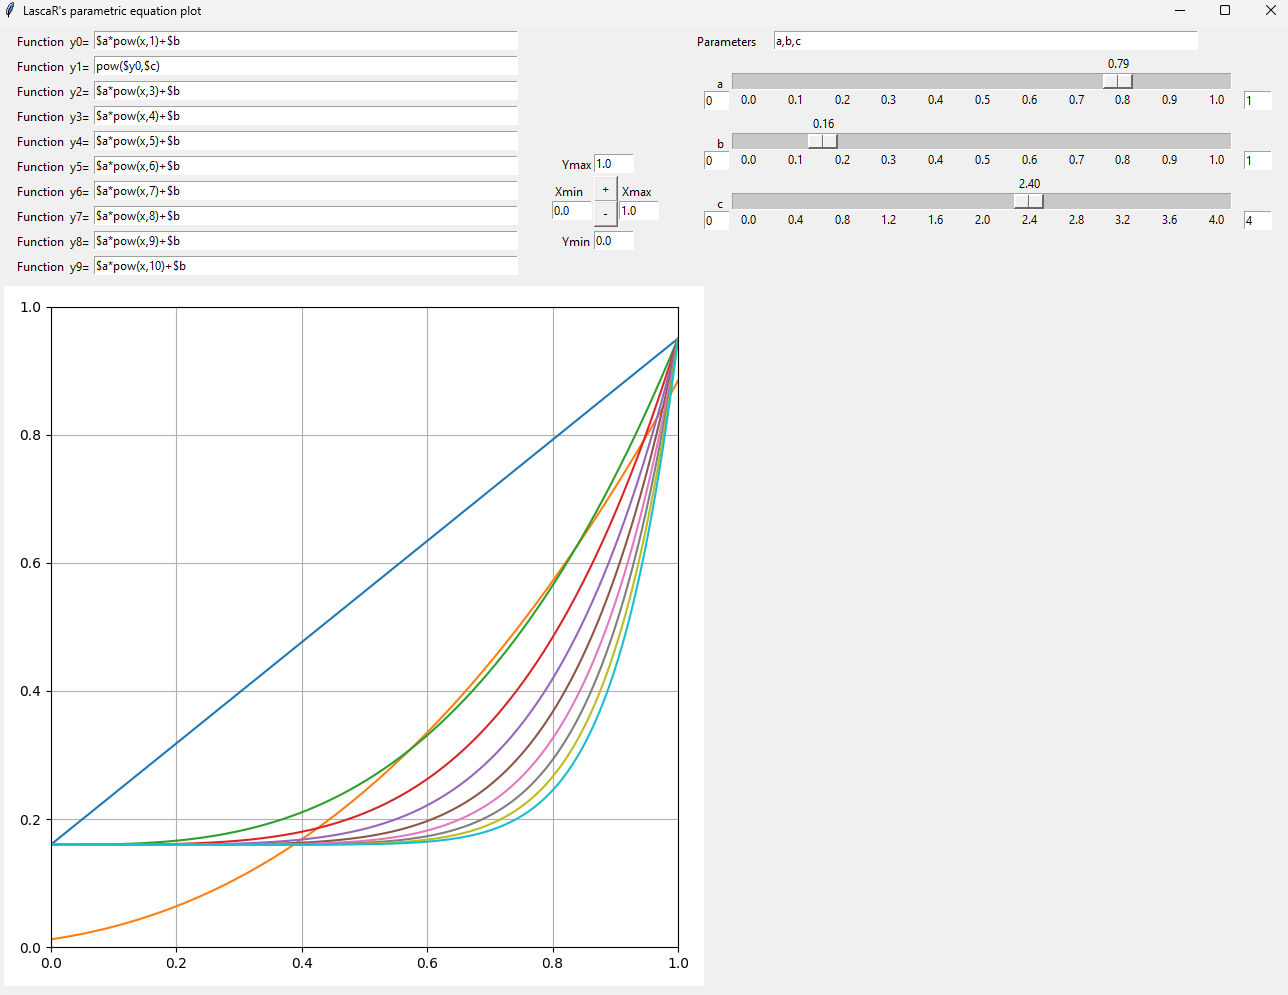 LascaR's parametric equation plot
Function y0= $a*pow(x,1)+$b
Function y1= pow($y0,$c)
Function y2= $a*pow(x,3)+$b
Function y3= $a*pow(x,4)+$b
Function y4= $a*pow(x,5)+$b
Function y5= $a*pow(x,6)+$b
Function y6= $a*pow(x,7)+$b
Function y7= $a*pow(x,8)+$b
Function y8= $a*pow(x,9)+$b
Function y9= $a*pow(x,10)+$b
Ymax 1.0
Xmin + Xmax
0.0 - 1.0
Ymin 0.0
Parameters a,b,c
0.79
a
0 0.0 0.1 0.2 0.3 0.4 0.5 0.6 0.7 0.8 0.9 1.0 1
0.16
b
0 0.0 0.1 0.2 0.3 0.4 0.5 0.6 0.7 0.8 0.9 1.0 1
2.40
c
0 0.0 0.4 0.8 1.2 1.6 2.0 2.4 2.8 3.2 3.6 4.0 4
1.0
0.8
0.6
0.4
0.2
0.0
0.0 0.2 0.4 0.6 0.8 1.0